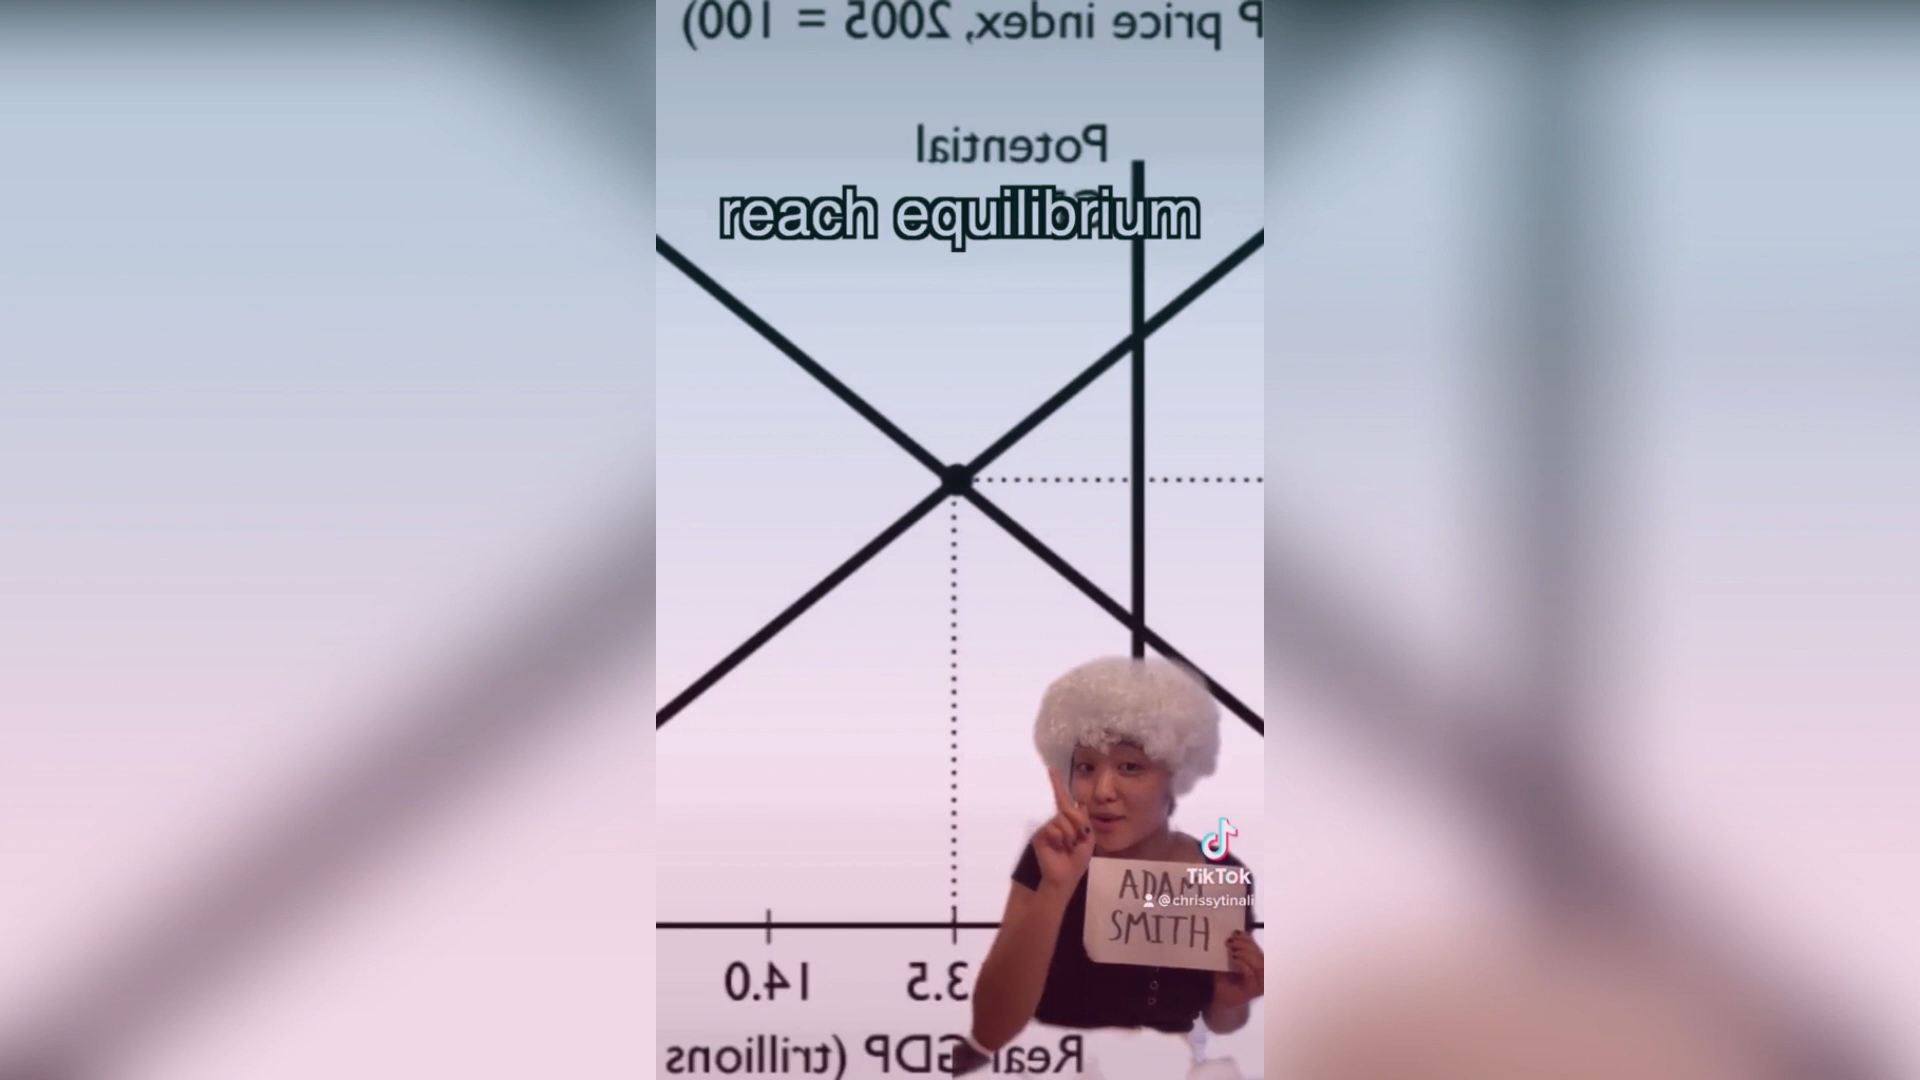 P price index, 2005 = 100)
Potential
reach equilibrium
TikTok
@chrissytinali
ADAM
SMITH
14.0
3.5
Real GDP (trillions